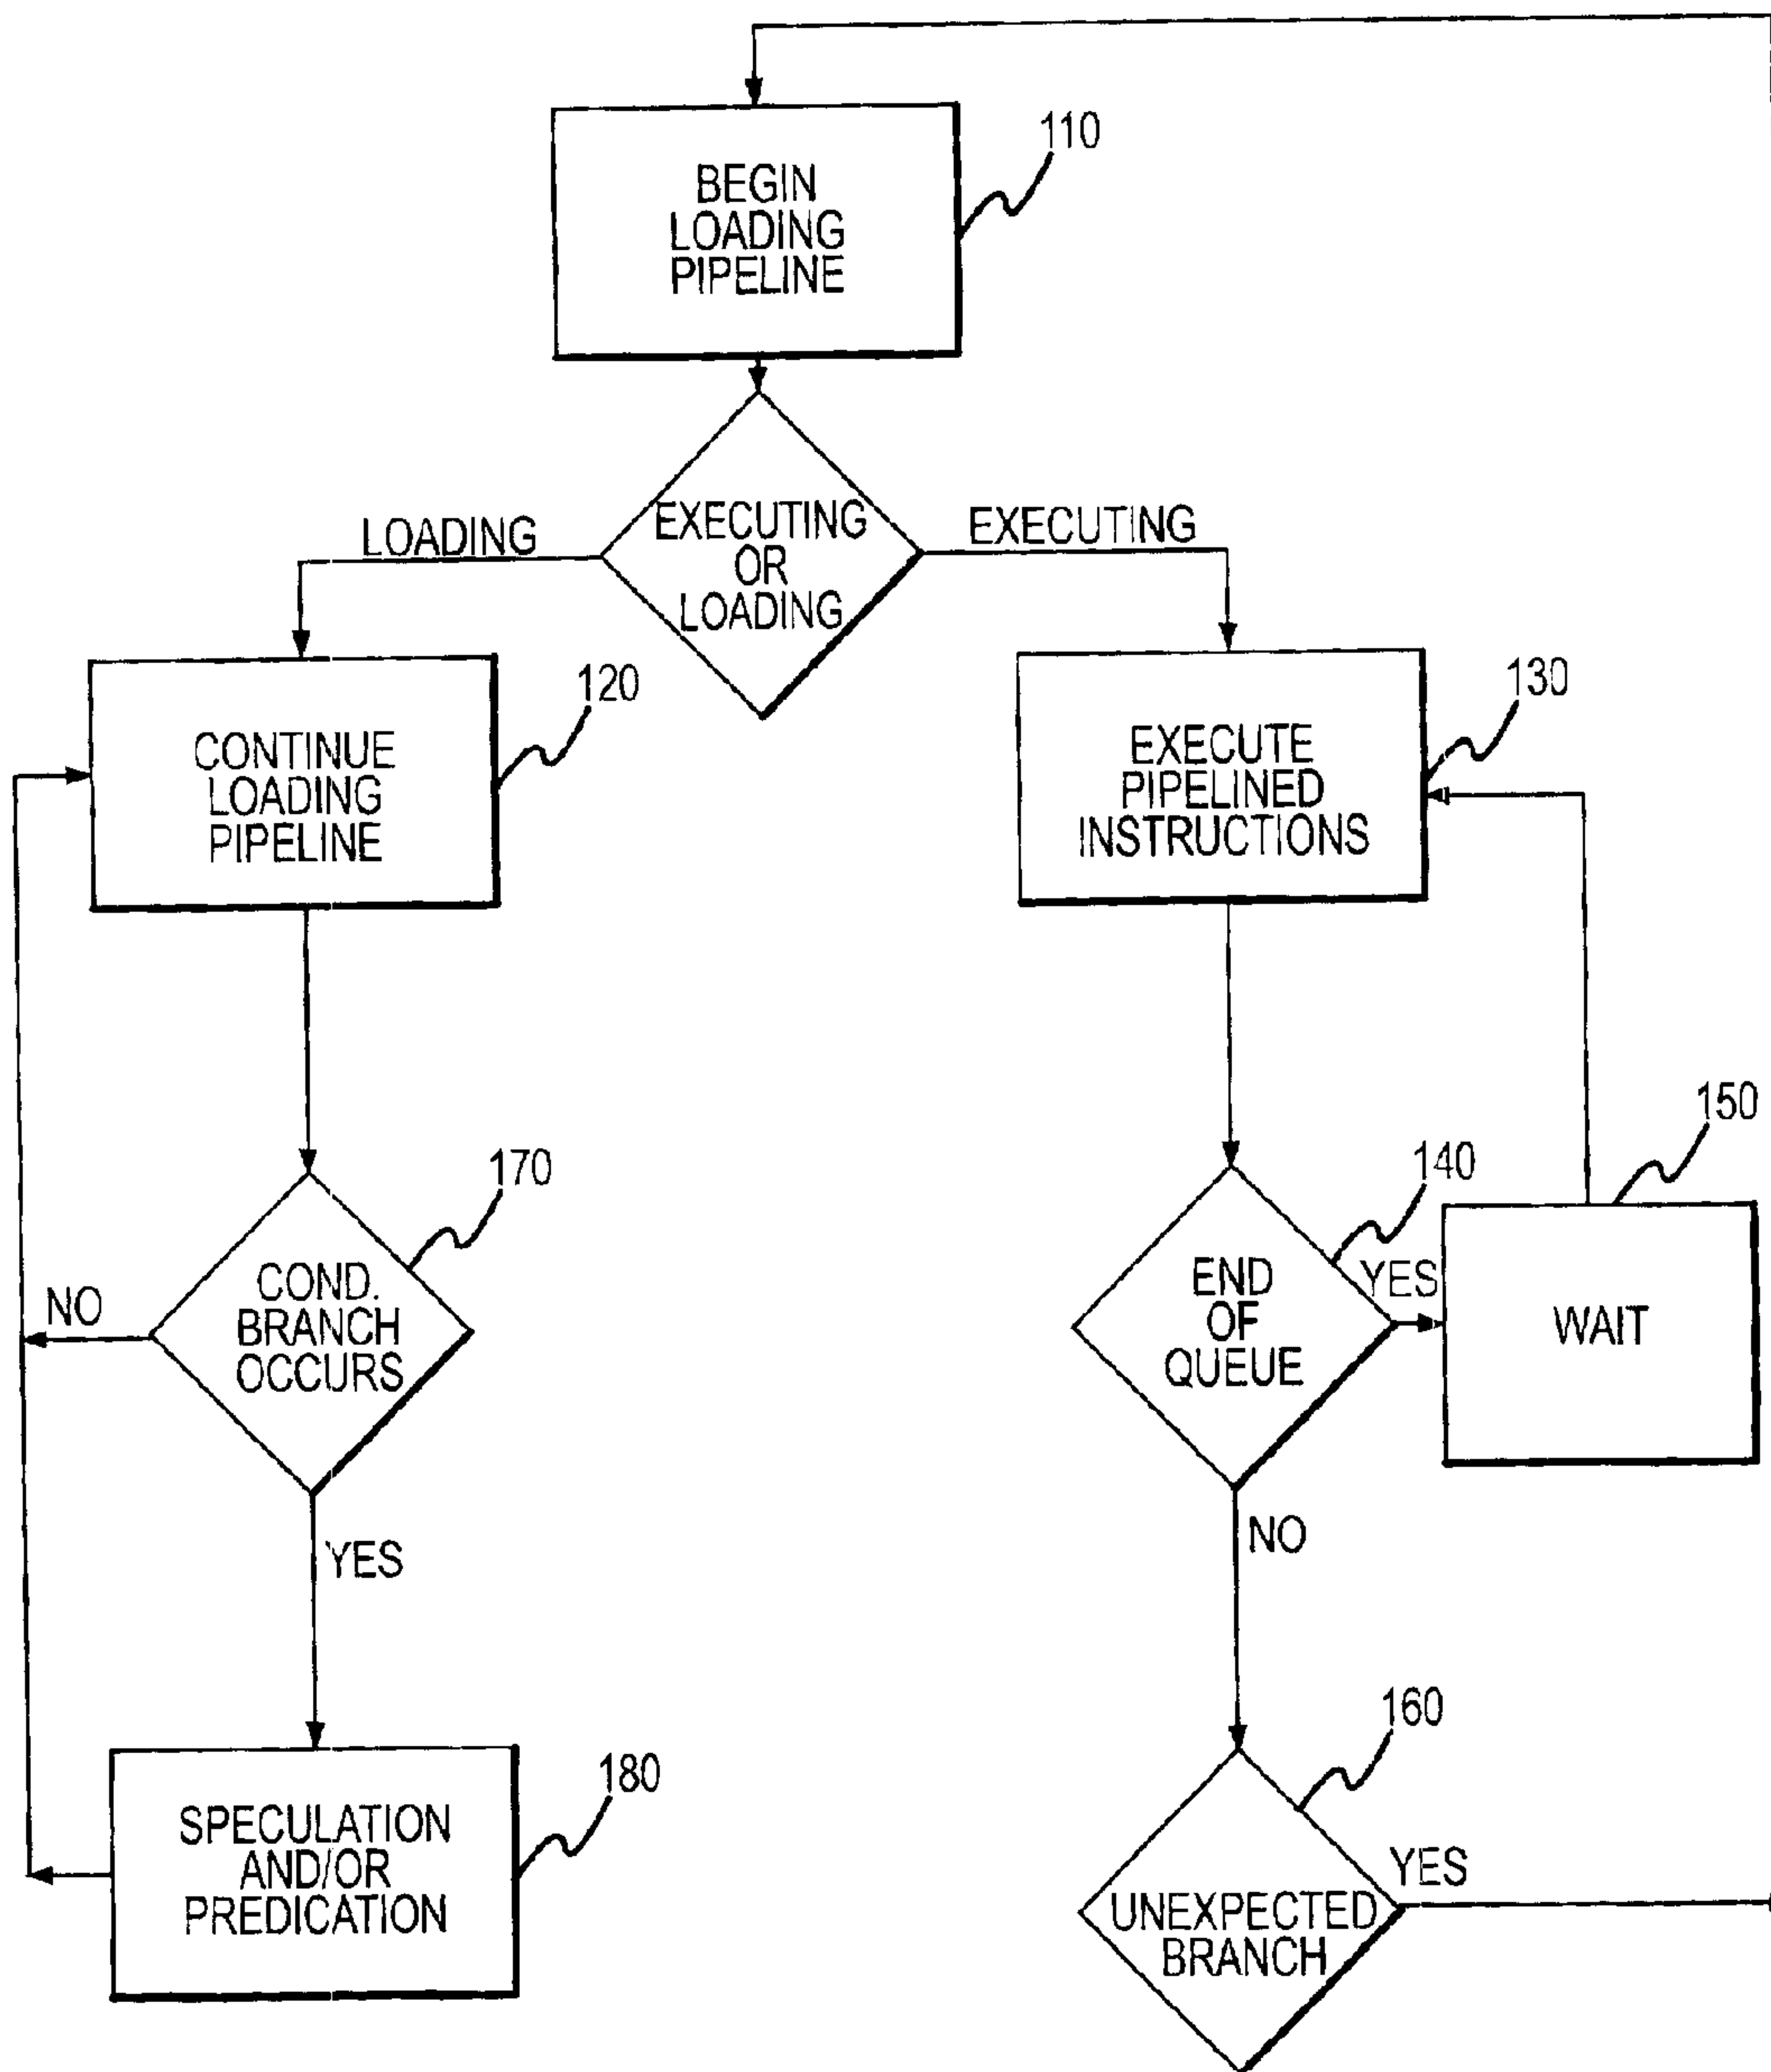 110
BEGIN
LOADING
PIPELINE
LOADING
EXECUTING
OR
LOADING
EXECUTING
120
CONTINUE
LOADING
PIPELINE
130
EXECUTE
PIPELINED
INSTRUCTIONS
170
COND.
BRANCH
OCCURS
NO
YES
140
END
OF
QUEUE
YES
NO
150
WAIT
180
SPECULATION
AND/OR
PREDICATION
160
UNEXPECTED
BRANCH
YES